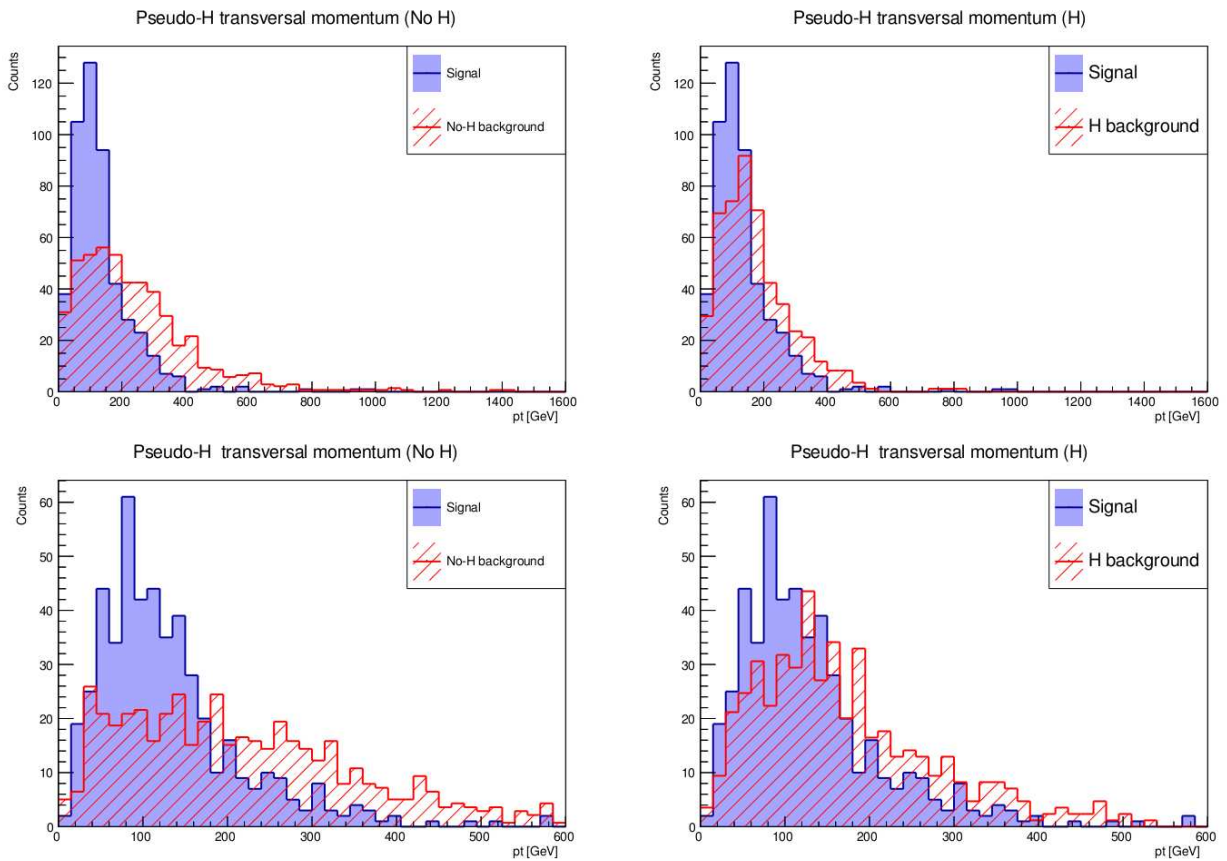 Pseudo-H transversal momentum (No H)
Counts
120
100
80
60
40
20
0
0 200 400 600 800 1000 1200 1400 1600
pt [GeV]
Signal
No-H background
Pseudo-H transversal momentum (H)
Counts
120
100
80
60
40
20
0
0 200 400 600 800 1000 1200 1400 1600
pt [GeV]
Signal
H background
Pseudo-H transversal momentum (No H)
Counts
60
50
40
30
20
10
0
0 100 200 300 400 500 600
pt [GeV]
Signal
No-H background
Pseudo-H transversal momentum (H)
Counts
60
50
40
30
20
10
0
0 100 200 300 400 500 600
pt [GeV]
Signal
H background